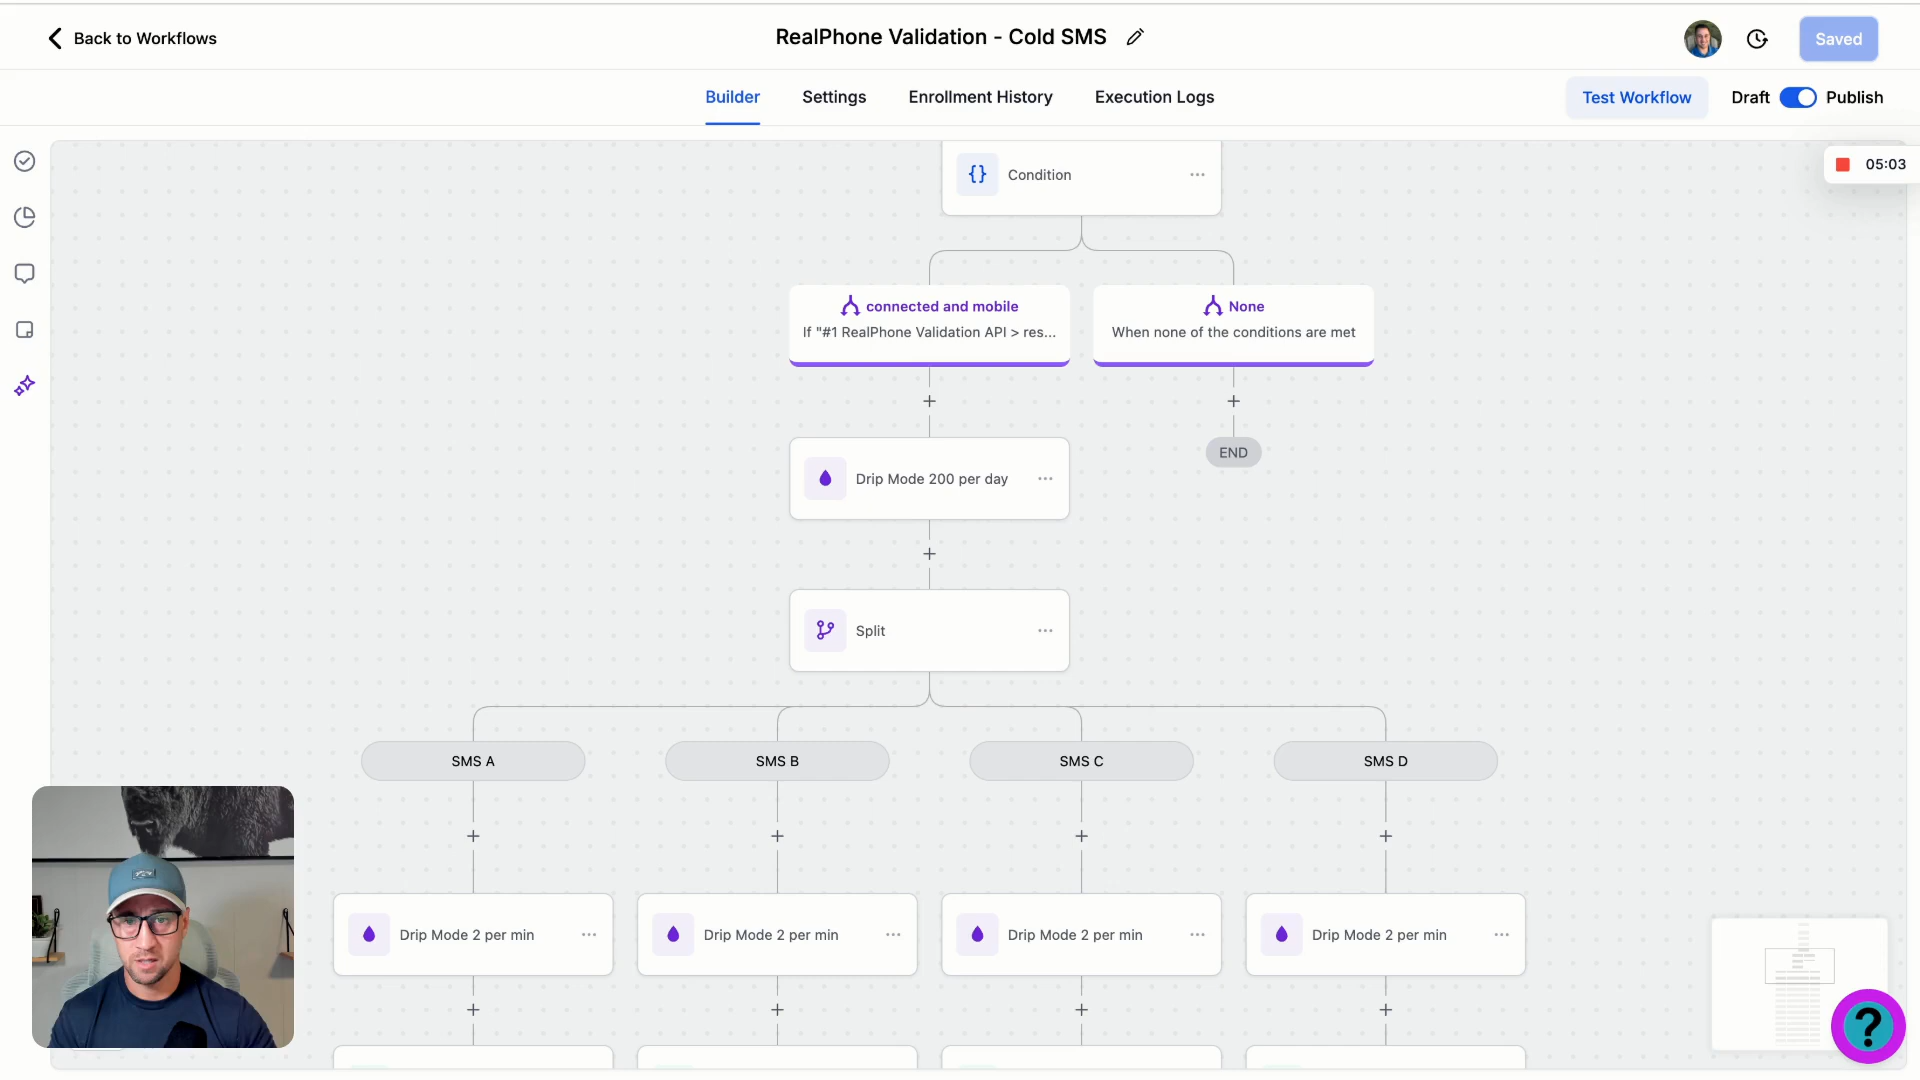 Back to Workflows
RealPhone Validation - Cold SMS
Saved
Builder
Settings
Enrollment History
Execution Logs
Test Workflow
Draft
Publish
05:03
Condition
connected and mobile
If "#1 RealPhone Validation API > res...
None
When none of the conditions are met
Drip Mode 200 per day
END
Split
SMS A
SMS B
SMS C
SMS D
Drip Mode 2 per min
Drip Mode 2 per min
Drip Mode 2 per min
Drip Mode 2 per min